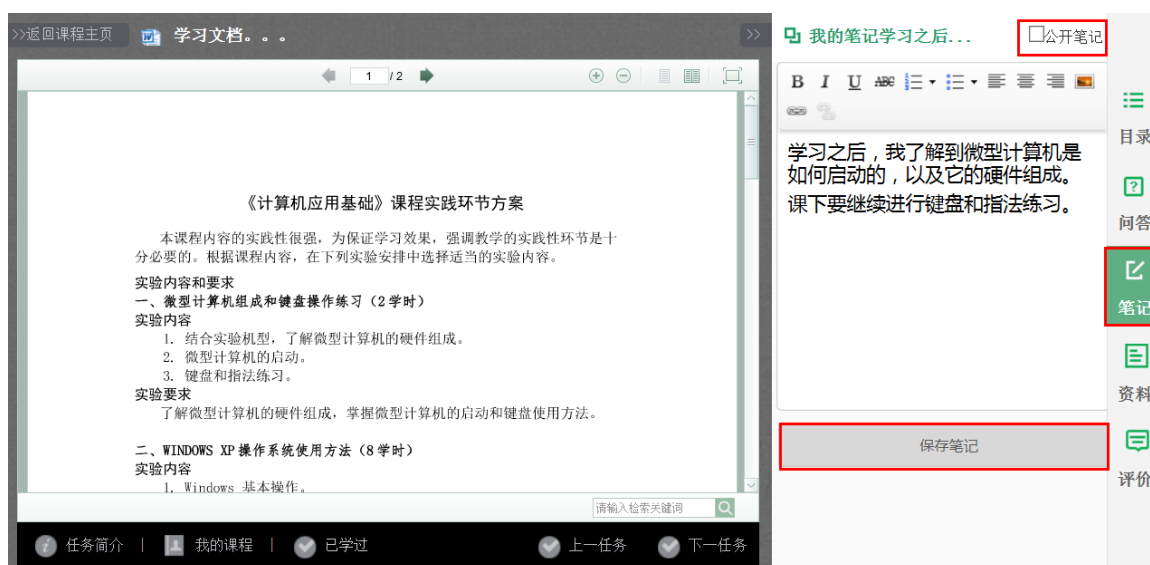 >>返回课程主页 学习文档。。。 >>
1 /2
《计算机应用基础》课程实践环节方案
本课程内容的实践性很强，为保证学习效果，强调教学的实践性环节是十
分必要的。根据课程内容，在下列实验安排中选择适当的实验内容。
实验内容和要求
一、微型计算机组成和键盘操作练习（2学时）
实验内容
1. 结合实验机型，了解微型计算机的硬件组成。
2. 微型计算机的启动。
3. 键盘和指法练习。
实验要求
了解微型计算机的硬件组成，掌握微型计算机的启动和键盘使用方法。
二、WINDOWS XP操作系统使用方法（8学时）
实验内容
1. Windows 基本操作。
请输入检索关键词
任务简介 | 我的课程 | 已学过 上一任务 下一任务
我的笔记学习之后... 公开笔记
B I U ABC
学习之后，我了解到微型计算机是
如何启动的，以及它的硬件组成。
课下要继续进行键盘和指法练习。
保存笔记
目录
问答
笔记
资料
评价